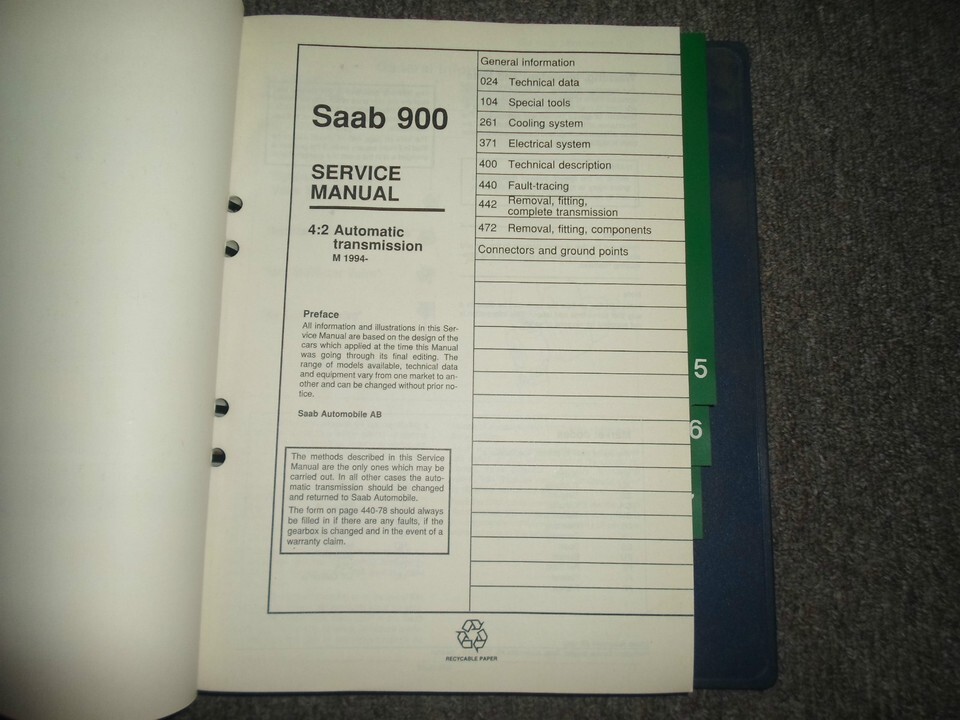 Saab 900
SERVICE
MANUAL
4:2 Automatic
transmission
M 1994-
Preface
All information and illustrations in this Ser-
vice Manual are based on the design of the
cars which applied at the time this Manual
was going through its final editing. The
range of models available, technical data
and equipment vary from one market to an-
other and can be changed without prior no-
tice.
Saab Automobile AB
The methods described in this Service
Manual are the only ones which may be
carried out. In all other cases the auto-
matic transmission should be changed
and returned to Saab Automobile.
The form on page 440-78 should always
be filled in if there are any faults, if the
gearbox is changed and in the event of a
warranty claim.
General information
024 Technical data
104 Special tools
261 Cooling system
371 Electrical system
400 Technical description
440 Fault-tracing
442 Removal, fitting,
complete transmission
472 Removal, fitting, components
Connectors and ground points
5
6
RECYCABLE PAPER